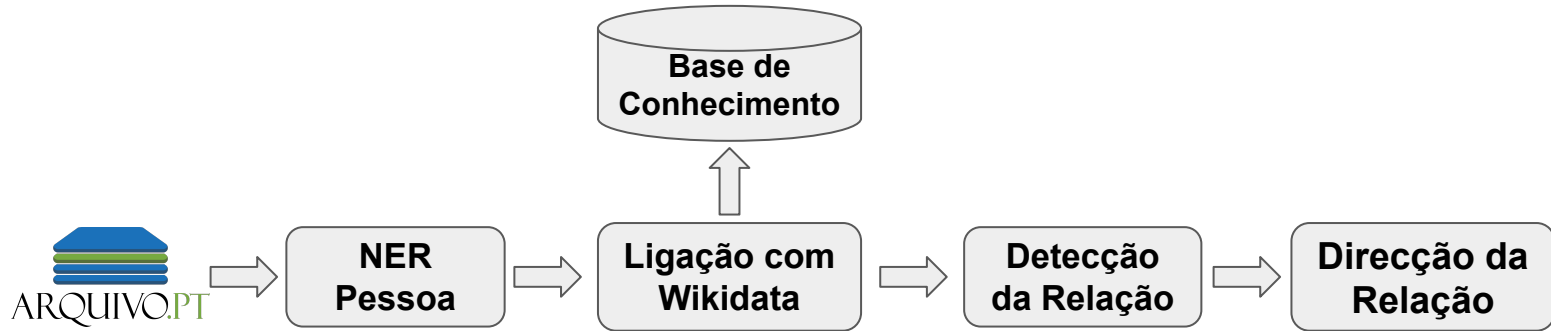 Base de
Conhecimento
ARQUIVO.PT
NER
Pessoa
Ligação com
Wikidata
Detecção
da Relação
Direcção da
Relação